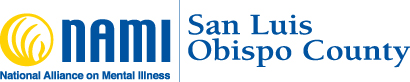 NAMI
National Alliance on Mental Illness
San Luis
Obispo County